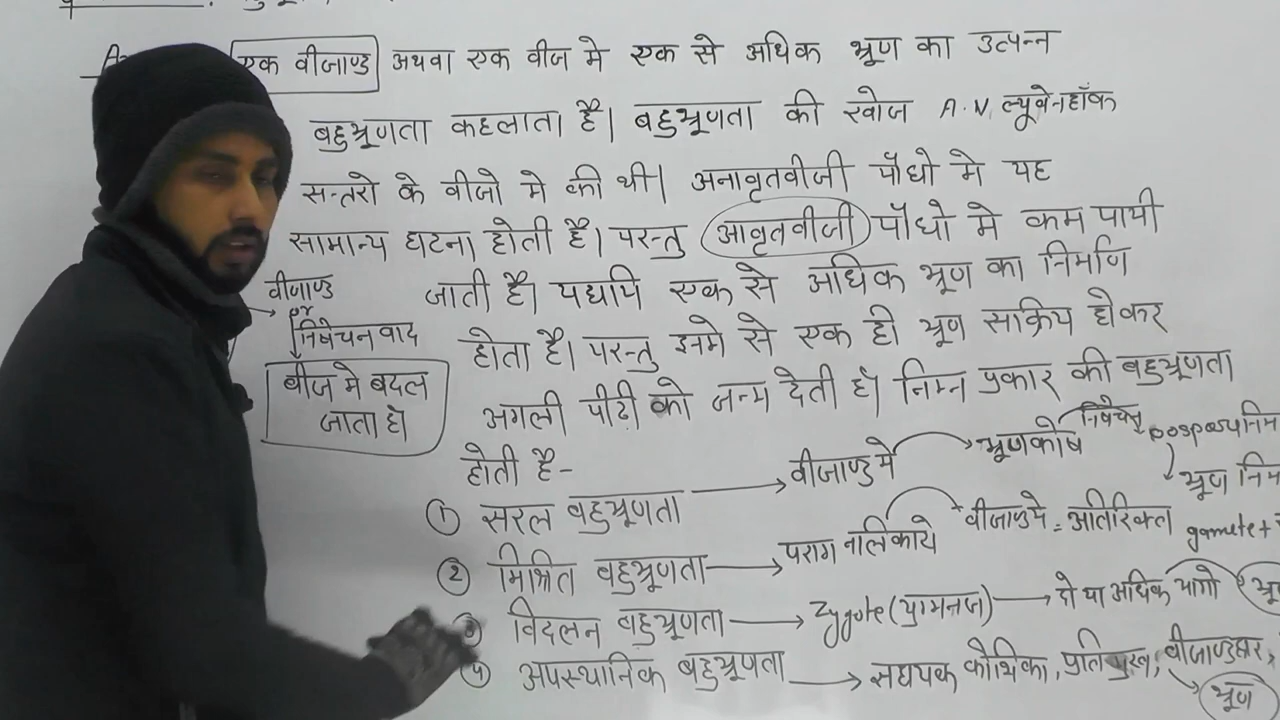 एक वीजाण्ड अथवा एक वीज मे एक से अधिक भ्रूण का उत्पन्न
बहुभ्रूणता कहलाता है। बहुभ्रूणता की खोज A.V. ल्यूवेनहॉक
सन्तरो के वीजो मे की थी। अनावृतवीजी पौधो मे यह
सामान्य घटना होती है। परन्तु आवृतवीजी पौधो मे कम पायी
जाती है। यद्यपि एक से अधिक भ्रूण का निर्माण
होता है। परन्तु इनमे से एक ही भ्रूण सक्रिय होकर
अगली पीढी को जन्म देती है। निम्न प्रकार की बहुभ्रूणता
होती है-
वीजाण्ड
or
निषेचन वाद
वीज मे बदल
जाता है।
① सरल बहुभ्रूणता → वीजाण्ड मे → भ्रूणकोष निषेचन
भ्रूण
② मिश्रित बहुभ्रूणता → पराग नलिकाये → वीजाण्ड मे = अतिरिक्त gamete +
③ विदलन बहुभ्रूणता → Zygote (युग्मनज) → दो या अधिक भागो
④ अपस्थानिक बहुभ्रूणता → सहायक कोशिका, प्रतिमुख, वीजाण्डद्वार,
भ्रूण